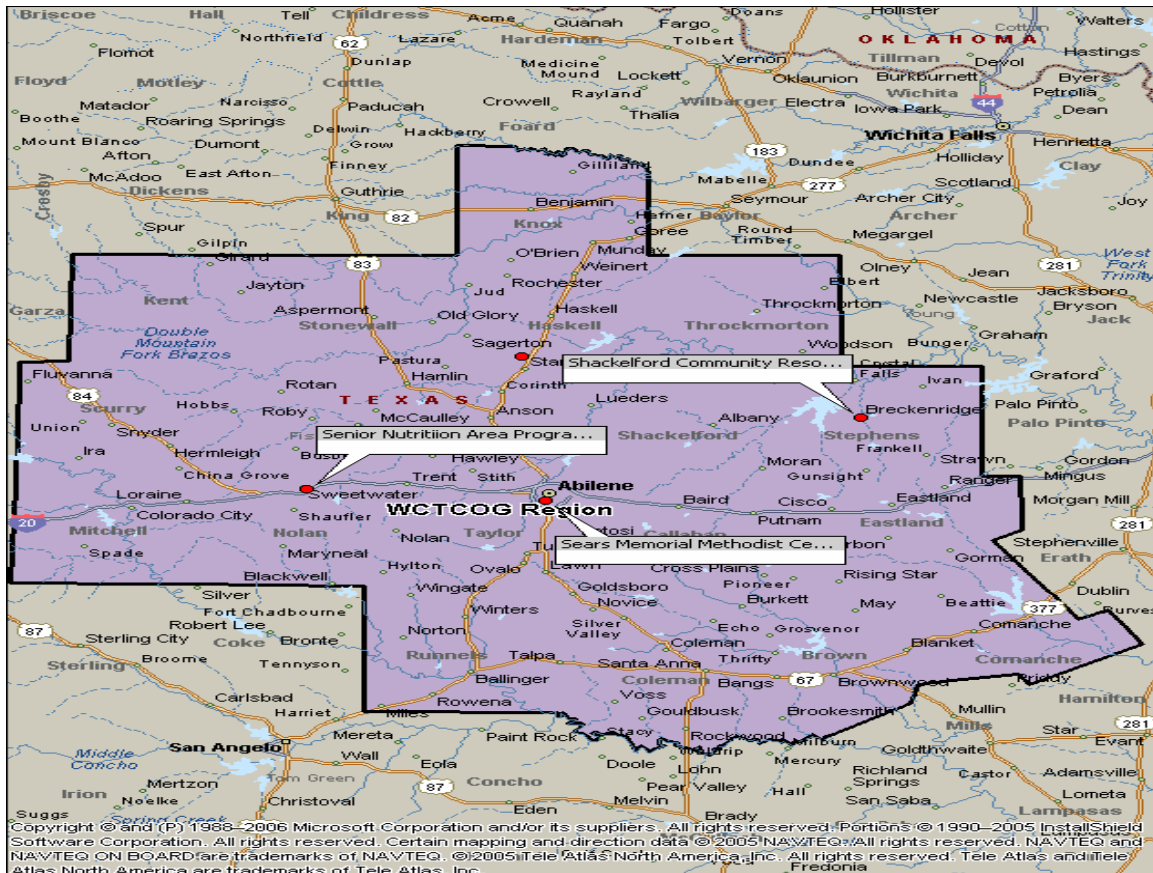 Briscoe Hall Tell Childress Acme Quanah Fargo Doans Hollister Walters
Northfield 62 Lazare Hardeman Tolbert OKLAHOMA Cotton
Flomot Dunlap Medicine Mound Vernon Tillman Devol Hastings
Floyd Motley Cottle Lockett Oklaunion Burkburnett Byers
Matador Narcisso Paducah Crowell Rayland Wilbarger Electra Wichita Petrolia
Boothe Roaring Springs Hackberry Foard Thalia Iowa Park 44 Dean
Mount Blanco Dumont Delwin Grow Wichita Falls
Afton Finney 183 Henrietta
McAdoo East Afton Gilliland Dundee Holliday Clay
Crosby Dickens Guthrie Mabelle 277 Scotland
King 82 Benjamin Seymour Archer City Joy
Spur Knox Hefner Baylor Archer
Gilpin Goree Round Timber Megargel
Girard 83 O'Brien Munday Weinert Olney Jean 281 West Fork Trinity
Kent Jayton Rochester Elbert
Jud Throckmorton Newcastle Jacksboro
Garza Aspermont Old Glory Haskell Young Bryson
Double Mountain Fork Brazos Stonewall Haskell Throckmorton Graham Jack
Sagerton Woodson Bunger
Pastura Stam Shackelford Community Reso... Costal
Fluvanna Hamlin Falls Graford
84 Rotan Corinth Ivan
Scurry Hobbs TEXAS Lueders
Union Roby McCaulley Anson Albany Breckenridge Palo Pinto
Snyder Senior Nutritiion Area Progra... Shackelford Stephens Palo Pinto
Ira Hermleigh Hawley Frankell
China Grove Trent Stith Moran Gunsight Strawn Gordon
Loraine Sweetwater Abilene Baird Cisco Ranger Mingus
20 Colorado City Shaufler WCTCOG Region Putnam Eastland Morgan Mill
Mitchell Nolan Nolan Taylor Callahan Eastland 281
Spade Maryneal Sears Memorial Methodist Ce... Stephenville
Hylton Ovalo Lawn Cross Plains Gorman Erath
Blackwell Wingate Goldsboro Pioneer Rising Star
Silver Novice Burkett May Beattie Dublin
Fort Chadbourne Winters 377 Purves
87 Robert Lee Silver Valley Echo Grosvenor Comanche
Sterling City Coke Bronte Norton Coleman Blanket
Sterling Broome Tennyson Runnels Talpa Thrifty Brown Comanche
Santa Anna
Ballinger Coleman Bangs 67 Brownwood Priddy
Carlsbad Voss Hamilton
Harriet Miles Rowena Gouldbusk Brookesmith Mullin
Mereta Paint Rock Stacy Rockwood Mills 281
San Angelo Milburn Goldthwaite Star Evant
Middle Concho Wall Eola Doole Mercury
Tom Green Concho Lohn Richland Springs Castor Adamsville
Irion Mertzon 87 Pear Valley Hall
Noelke Christoval Melvin San Saba Lometa
Suggs Spring Creek Eden Brady Lampasas
Copyright © and (P) 1988–2006 Microsoft Corporation and/or its suppliers. All rights reserved. Portions © 1990–2005 InstallShield
Software Corporation. All rights reserved. Certain mapping and direction data © 2005 NAVTEQ. All rights reserved. NAVTEQ and
NAVTEQ ON BOARD are trademarks of NAVTEQ. © 2005 Tele Atlas North America, Inc. All rights reserved. Tele Atlas and Tele
Atlas North America are trademarks of Tele Atlas, Inc.
Fredonia